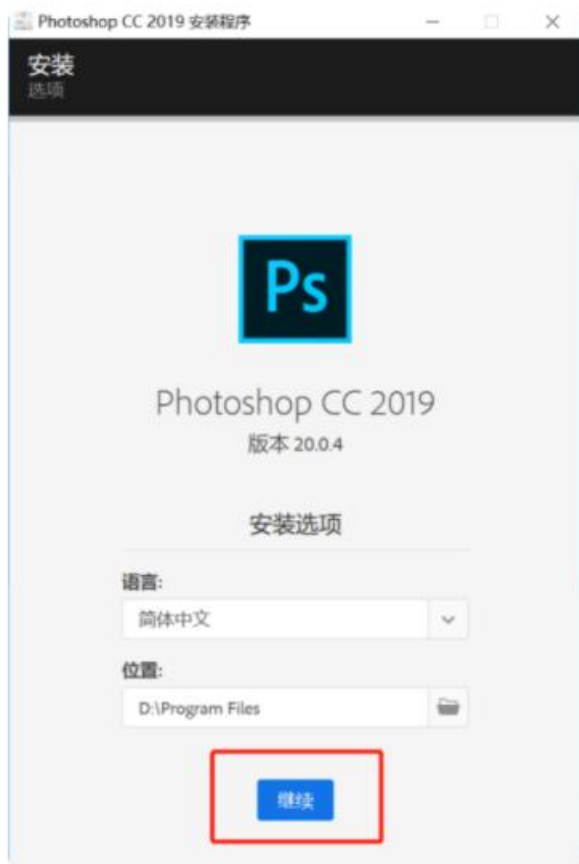 Photoshop CC 2019 安装程序
安装
选项
Ps
Photoshop CC 2019
版本 20.0.4
安装选项
语言:
简体中文
位置:
D:\Program Files
继续